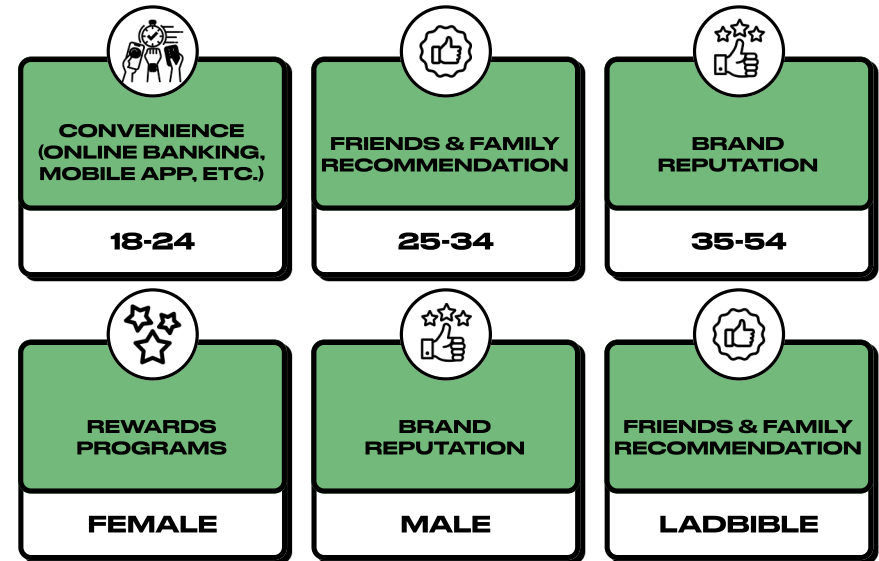 CONVENIENCE
(ONLINE BANKING,
MOBILE APP, ETC.)
18-24
FRIENDS & FAMILY
RECOMMENDATION
25-34
BRAND
REPUTATION
35-54
REWARDS
PROGRAMS
FEMALE
BRAND
REPUTATION
MALE
FRIENDS & FAMILY
RECOMMENDATION
LADBIBLE